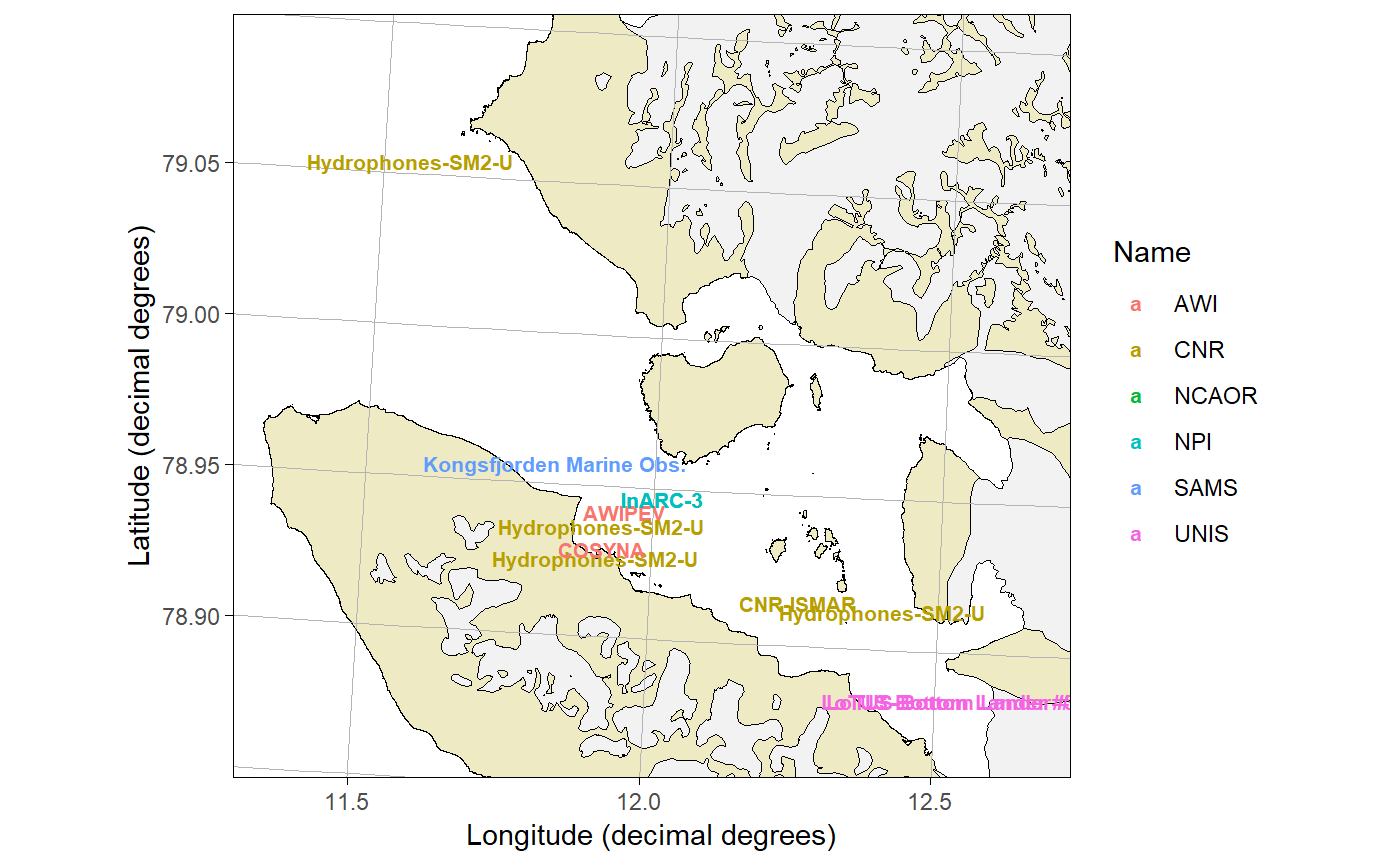 79.05
79.00
78.95
78.90
Latitude (decimal degrees)
Hydrophones-SM2-U
Kongsfjorden Marine Obs.
InARC-3
AWIPEV
Hydrophones-SM2-U
COSYNA
Hydrophones-SM2-U
CNR ISMAR
Hydrophones-SM2-U
Bottom Lander
11.5
12.0
12.5
Longitude (decimal degrees)
Name
a AWI
a CNR
a NCAOR
a NPI
a SAMS
a UNIS